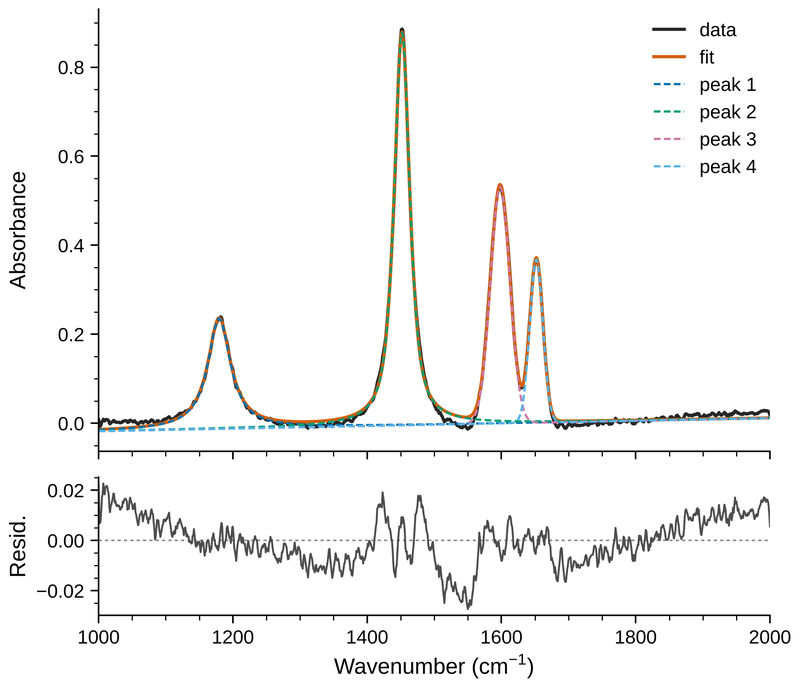 data
fit
peak 1
peak 2
peak 3
peak 4
Absorbance
0.8
0.6
0.4
0.2
0.0
Resid.
0.02
0.00
−0.02
1000 1200 1400 1600 1800 2000
Wavenumber (cm⁻¹)